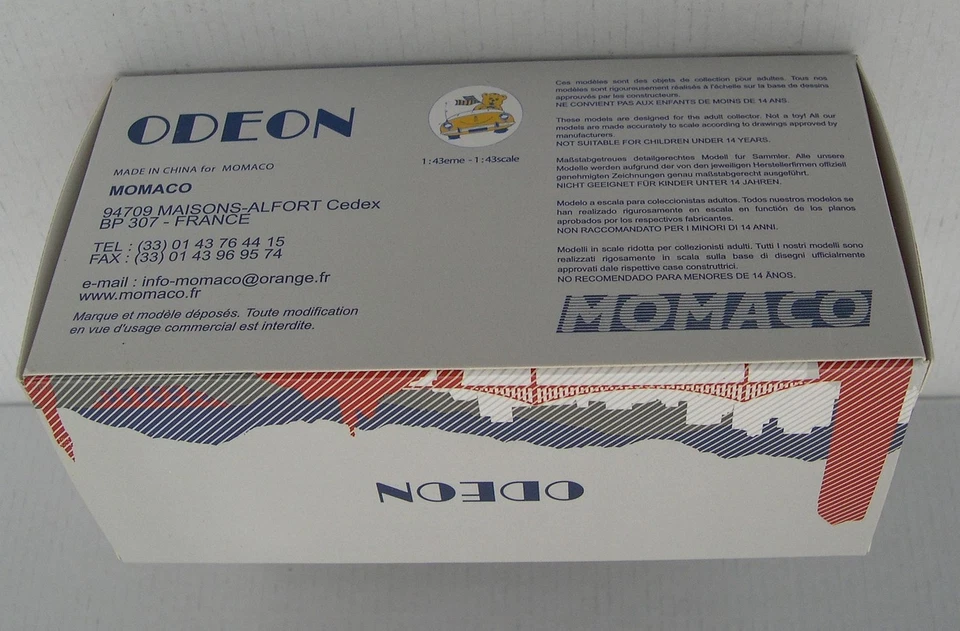 ODEON
MADE IN CHINA for MOMACO
MOMACO
94709 MAISONS-ALFORT Cedex
BP 307 - FRANCE
TEL : (33) 01 43 76 44 15
FAX : (33) 01 43 96 95 74
e-mail : info-momaco@orange.fr
www.momaco.fr
Marque et modèle déposés. Toute modification
en vue d'usage commercial est interdite.
1:43eme - 1:43scale
Ces modèles sont des objets de collection pour adultes. Tous nos
modèles sont rigoureusement réalisés à l'échelle sur la base de dessins
approuvés par les constructeurs.
NE CONVIENT PAS AUX ENFANTS DE MOINS DE 14 ANS.
These models are designed for the adult collector. Not a toy! All our
models are made accurately to scale according to drawings approved by
manufacturers.
NOT SUITABLE FOR CHILDREN UNDER 14 YEARS.
Maßstabgetreues detailgerechtes Modell fur Sammler. Alle unsere
Modelle werden aufgrund der von den jeweiligen Herstellerfirmen offiziell
genehmigten Zeichnungen genau maßstabgerecht ausgeführt.
NICHT GEEIGNET FÜR KINDER UNTER 14 JAHREN.
Modelo a escala para coleccionistas adultos. Todos nuestros modelos se
han realizado rigurosamente en escala en función de los planos
aprobados por los respectivos fabricantes.
NON RACCOMANDATO PER I MINORI DI 14 ANNI.
Modelli in scale ridotta per collezionisti adulti. Tutti I nostri modelli sono
realizzati rigosamente in scala sulla base di disegni ufficialmente
approvati dale rispettive case construttrici.
NO RECOMENDADO PARA MENORES DE 14 ÃNOS.
MOMACO
ODEON